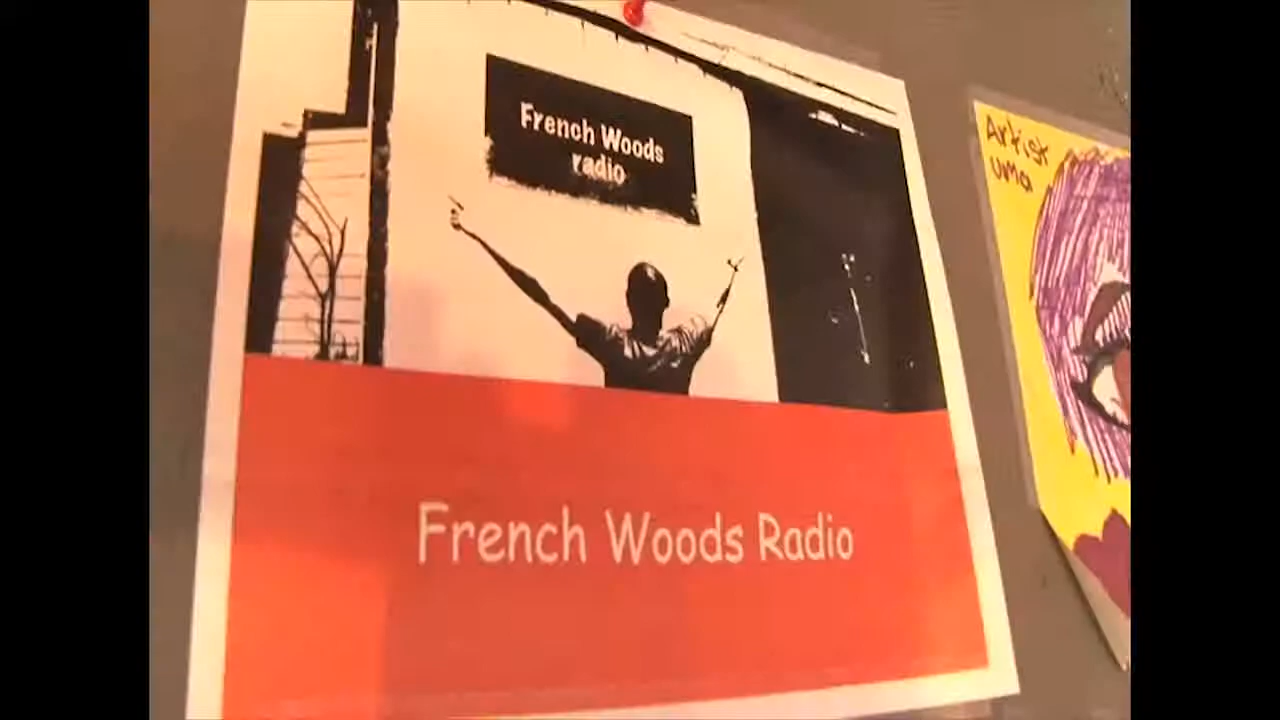 French Woods
radio
French Woods Radio
Artist
uma